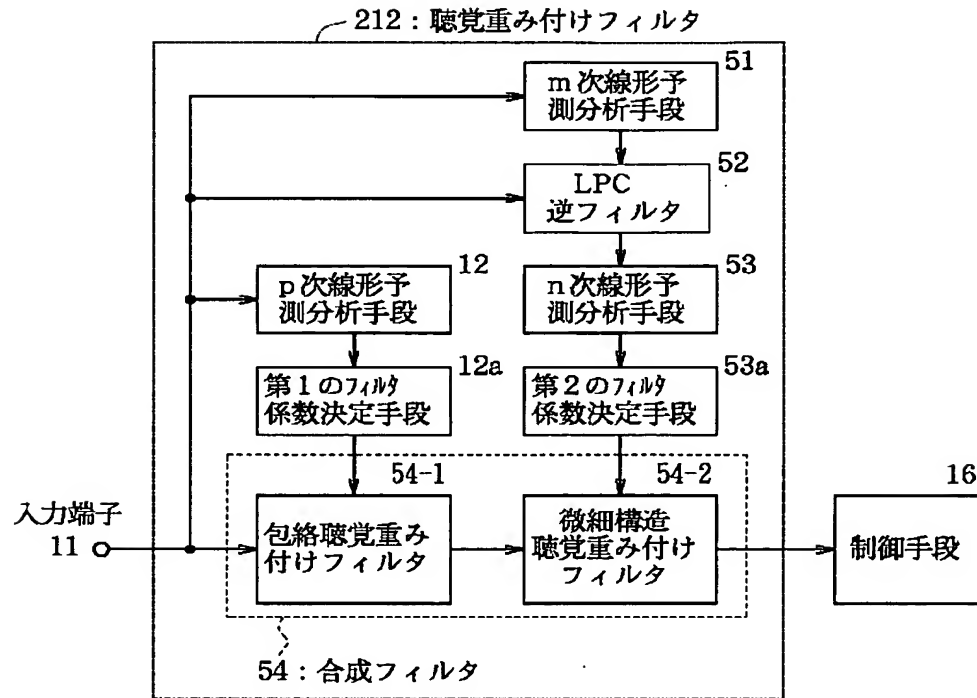 212：聴覚重み付けフィルタ
51
m次線形予
測分析手段
52
LPC
逆フィルタ
12
p次線形予
測分析手段
53
n次線形予
測分析手段
12a
第1のフィルタ
係数決定手段
53a
第2のフィルタ
係数決定手段
54-1
54-2
16
入力端子
11
包絡聴覚重み
付けフィルタ
微細構造
聴覚重み付け
フィルタ
制御手段
54：合成フィルタ